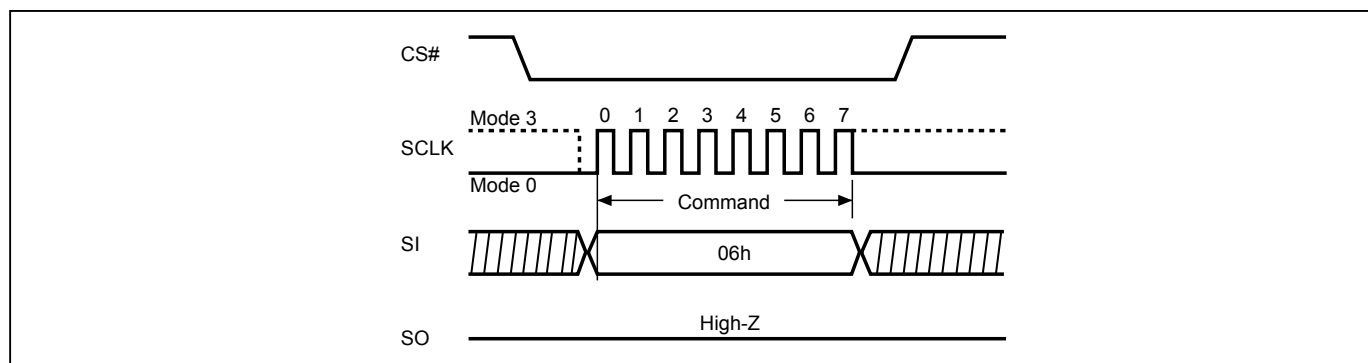 CS#
Mode 3
0 1 2 3 4 5 6 7
SCLK
Mode 0
Command
SI
06h
High-Z
SO